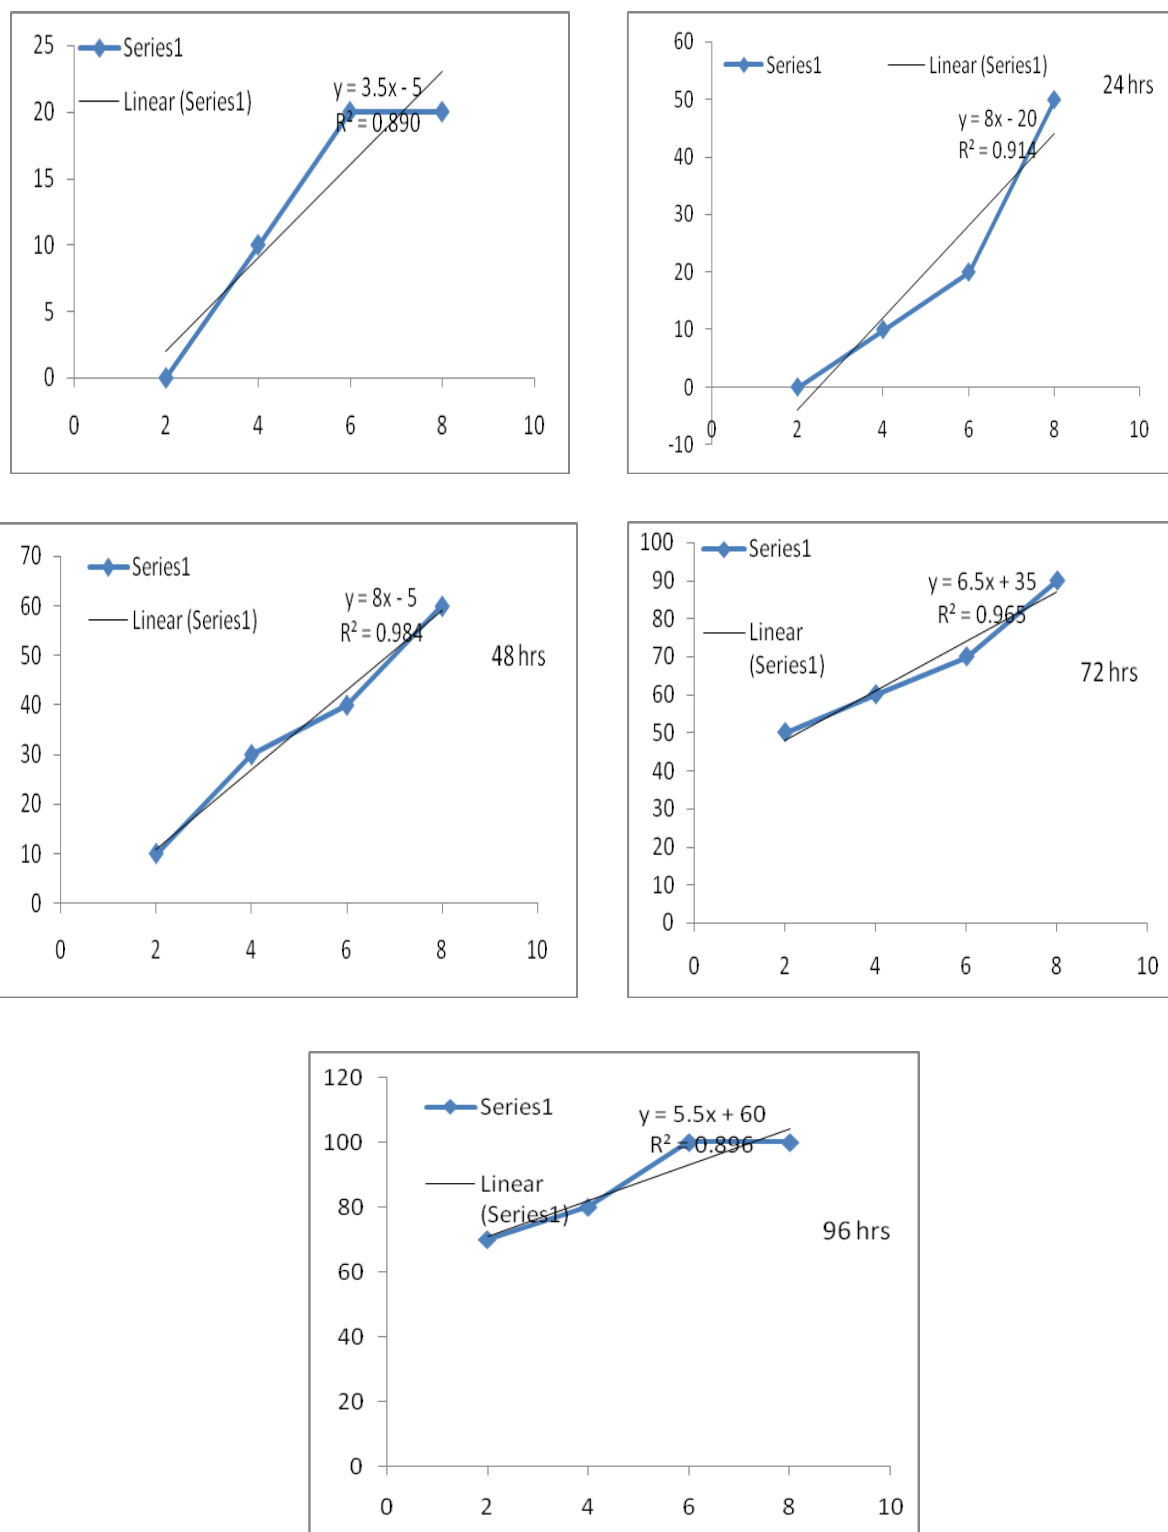 25
20
15
10
5
0
0 2 4 6 8 10
Series1
Linear (Series1)
y = 3.5x - 5
R² = 0.890
60
50
40
30
20
10
0
-10
0 2 4 6 8 10
Series1
Linear (Series1)
y = 8x - 20
R² = 0.914
24 hrs
70
60
50
40
30
20
10
0
0 2 4 6 8 10
Series1
Linear (Series1)
y = 8x - 5
R² = 0.984
48 hrs
100
90
80
70
60
50
40
30
20
10
0
0 2 4 6 8 10
Series1
Linear
(Series1)
y = 6.5x + 35
R² = 0.965
72 hrs
120
100
80
60
40
20
0
0 2 4 6 8 10
Series1
Linear
(Series1)
y = 5.5x + 60
R² = 0.896
96 hrs